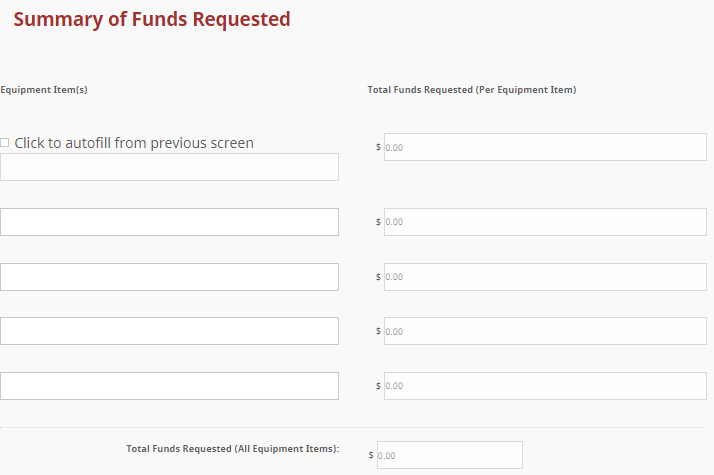 Summary of Funds Requested
Equipment Item(s)
Total Funds Requested (Per Equipment Item)
Click to autofill from previous screen
$ 0.00
$ 0.00
$ 0.00
$ 0.00
$ 0.00
Total Funds Requested (All Equipment Items): $ 0.00